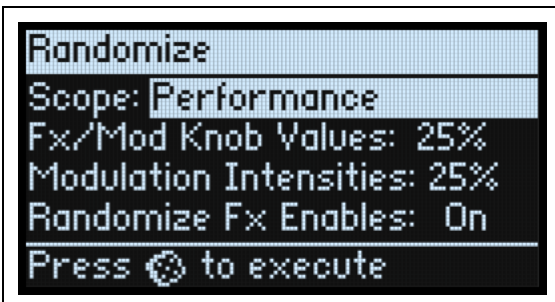 Randomize
Scope: Performance
Fx/Mod Knob Values: 25%
Modulation Intensities: 25%
Randomize Fx Enables: On
Press to execute